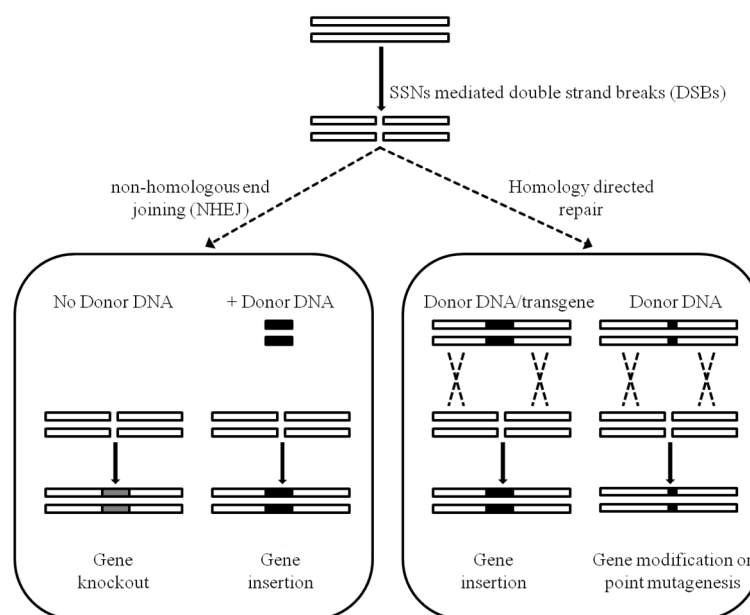 SSNs mediated double strand breaks (DSBs)
non-homologous end
joining (NHEJ)
Homology directed
repair
No Donor DNA
+ Donor DNA
Donor DNA/transgene
Donor DNA
Gene
knockout
Gene
insertion
Gene
insertion
Gene modification or
point mutagenesis